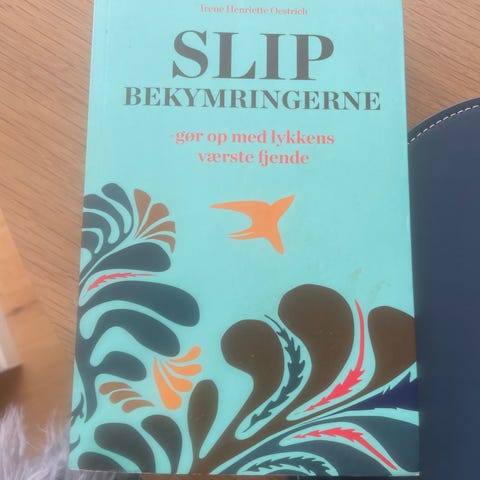 Irene Henriette Oestrich
SLIP
BEKYMRINGERNE
- gør op med lykkens
værste fjende